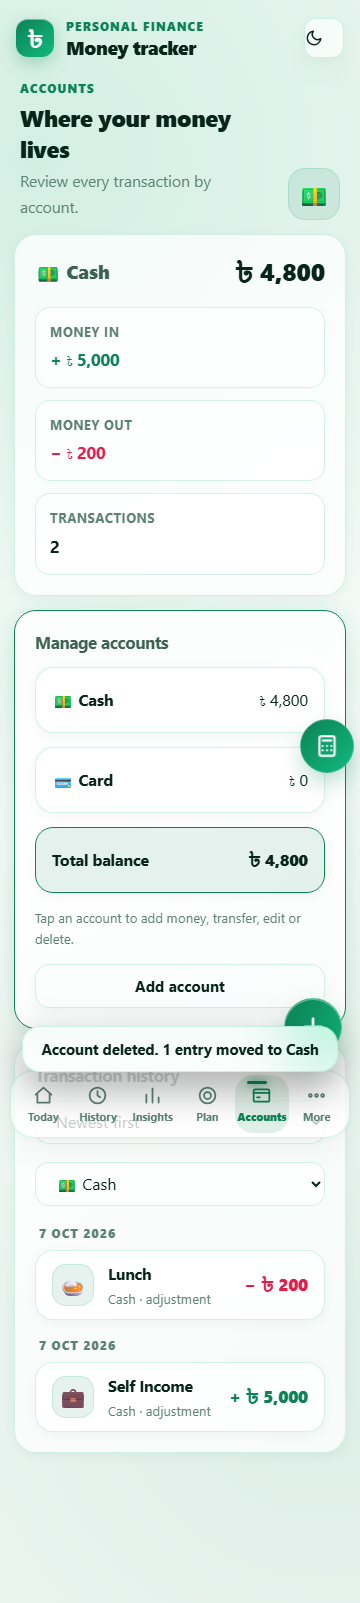 ৳
PERSONAL FINANCE
Money tracker
ACCOUNTS
Where your money
lives
Review every transaction by
account.
Cash
৳ 4,800
MONEY IN
+ ৳ 5,000
MONEY OUT
− ৳ 200
TRANSACTIONS
2
Manage accounts
Cash
৳ 4,800
Card
৳ 0
Total balance
৳ 4,800
Tap an account to add money, transfer, edit or
delete.
Add account
Account deleted. 1 entry moved to Cash
Transaction history
Today
History
Insights
Plan
Accounts
More
Newest first
Cash
7 OCT 2026
Lunch
Cash · adjustment
− ৳ 200
7 OCT 2026
Self Income
Cash · adjustment
+ ৳ 5,000